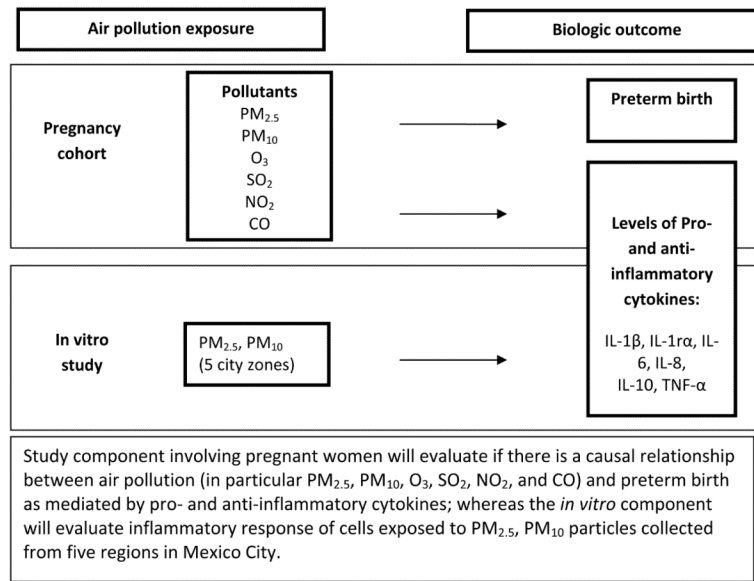 Air pollution exposure
Biologic outcome
Pregnancy
cohort
Pollutants
PM₂.₅
PM₁₀
O₃
SO₂
NO₂
CO
Preterm birth
Levels of Pro-
and anti-
inflammatory
cytokines:
IL-1β, IL-1rα, IL-
6, IL-8,
IL-10, TNF-α
In vitro
study
PM₂.₅, PM₁₀
(5 city zones)
Study component involving pregnant women will evaluate if there is a causal relationship
between air pollution (in particular PM₂.₅, PM₁₀, O₃, SO₂, NO₂, and CO) and preterm birth
as mediated by pro- and anti-inflammatory cytokines; whereas the in vitro component
will evaluate inflammatory response of cells exposed to PM₂.₅, PM₁₀ particles collected
from five regions in Mexico City.